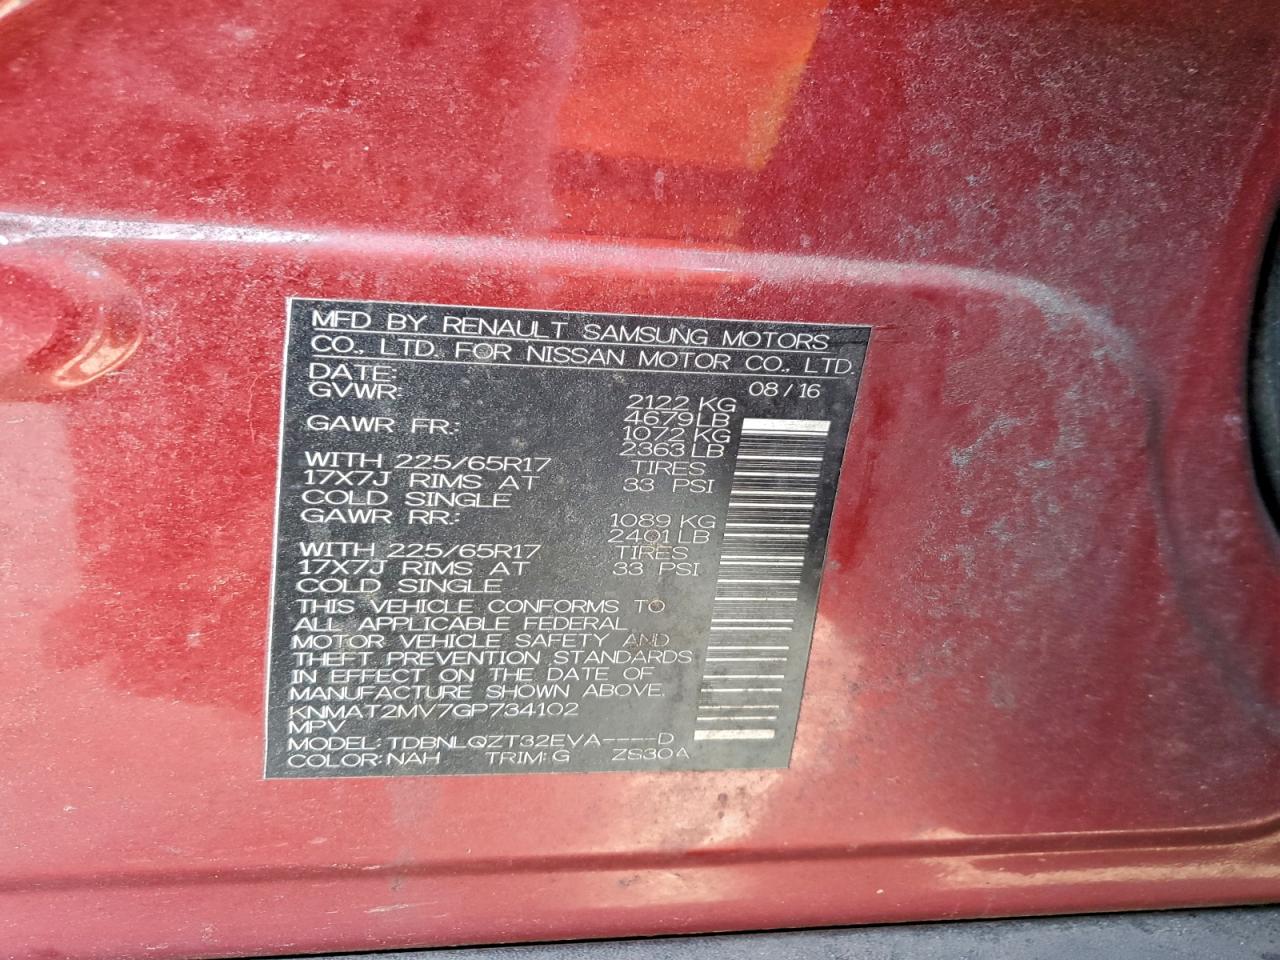 MFD BY RENAULT SAMSUNG MOTORS
CO., LTD. FOR NISSAN MOTOR CO., LTD.
DATE: 08/16
GVWR: 2122 KG
4679 LB
GAWR FR.: 1072 KG
2363 LB
WITH 225/65R17 TIRES
17X7J RIMS AT 33 PSI
COLD SINGLE
GAWR RR.: 1089 KG
2401 LB
WITH 225/65R17 TIRES
17X7J RIMS AT 33 PSI
COLD SINGLE
THIS VEHICLE CONFORMS TO
ALL APPLICABLE FEDERAL
MOTOR VEHICLE SAFETY AND
THEFT PREVENTION STANDARDS
IN EFFECT ON THE DATE OF
MANUFACTURE SHOWN ABOVE.
KNMAT2MV7GP734102
MPV
MODEL: TDBNLQZT32EVA----D
COLOR: NAH TRIM: G ZS30A